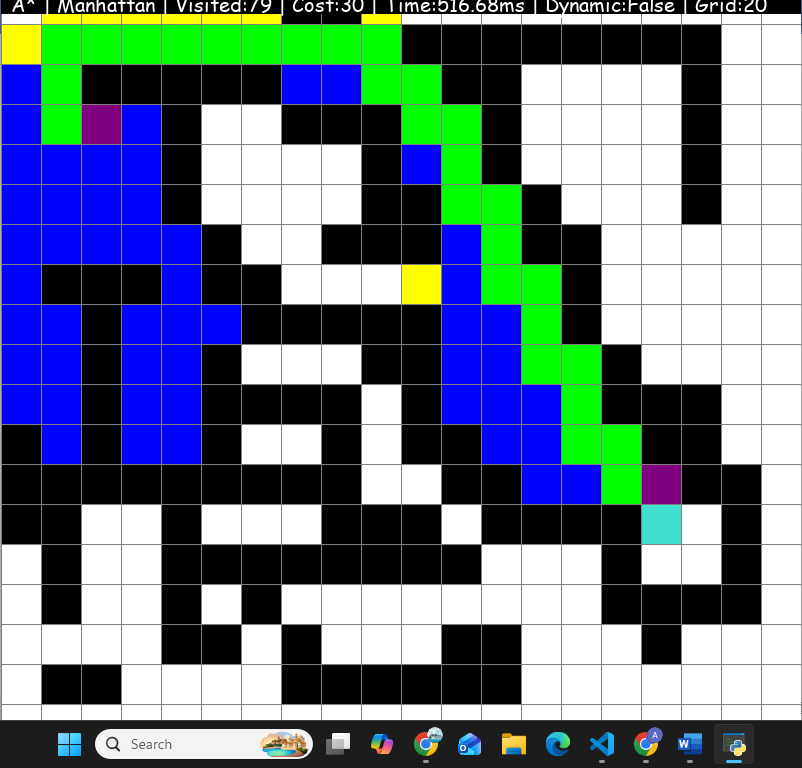 A* | Manhattan | Visited:79 | Cost:30 | Time:516.68ms | Dynamic:False | Grid:20
Search